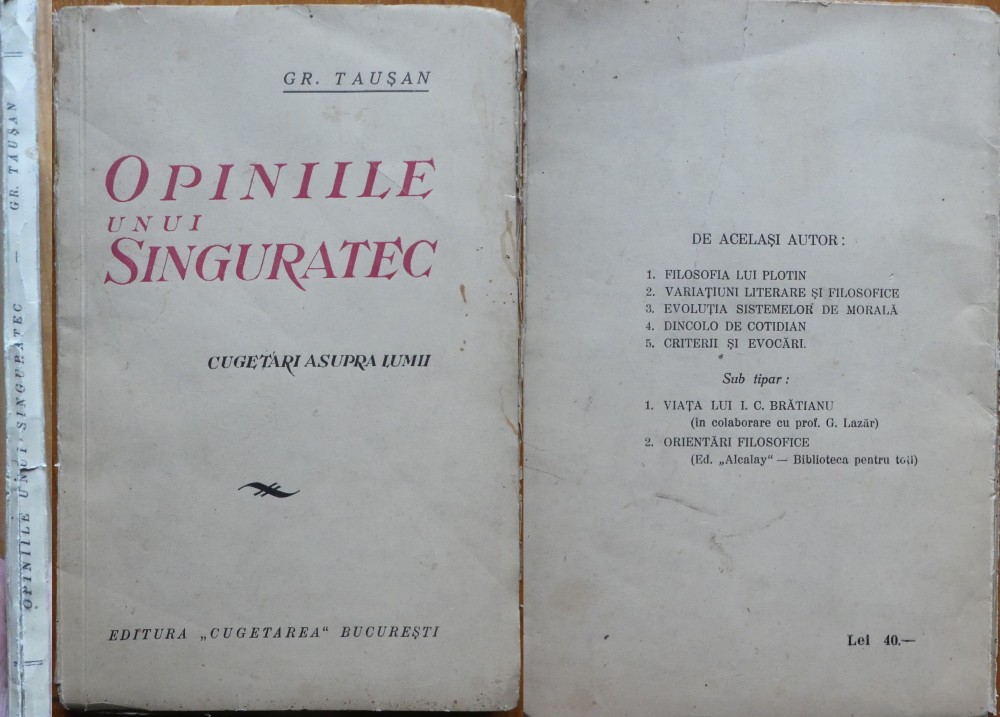 OPINIILE UNUI SINGURATEC — GR. TAUȘAN
GR. TAUȘAN
OPINIILE
UNUI
SINGURATEC
CUGETĂRI ASUPRA LUMII
EDITURA „CUGETAREA“ BUCUREȘTI
DE ACELAȘI AUTOR :
1. FILOSOFIA LUI PLOTIN
2. VARIAȚIUNI LITERARE ȘI FILOSOFICE
3. EVOLUȚIA SISTEMELOR DE MORALĂ
4. DINCOLO DE COTIDIAN
5. CRITERII ȘI EVOCĂRI.
Sub tipar :
1. VIAȚA LUI I. C. BRĂTIANU
(în colaborare cu prof. G. Lazăr)
2. ORIENTĂRI FILOSOFICE
(Ed. „Alcalay“ — Biblioteca pentru toți)
Lei 40.—